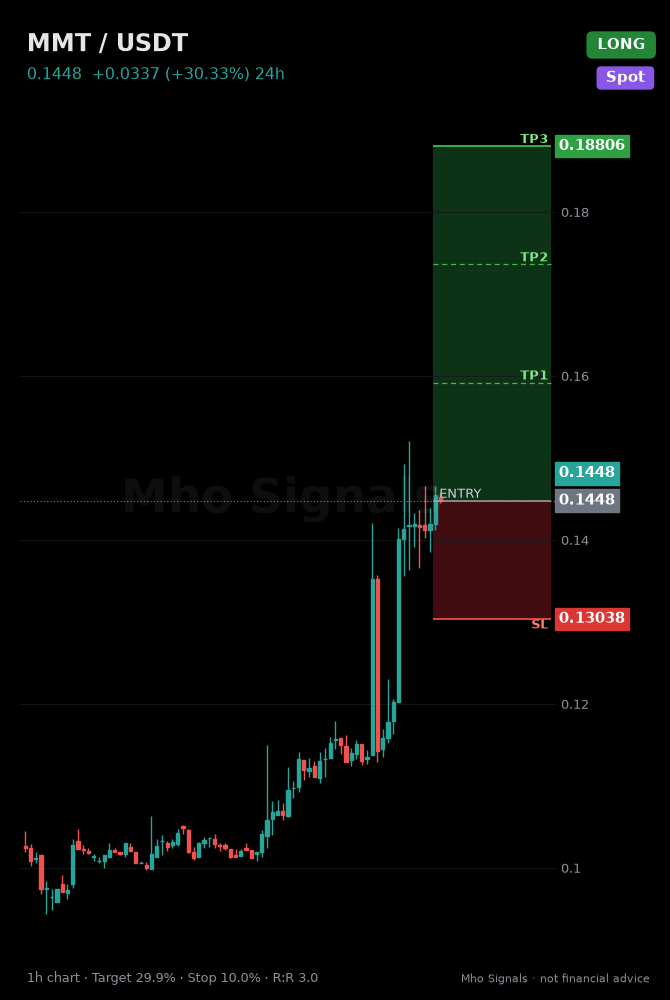 MMT / USDT
LONG
0.1448 +0.0337 (+30.33%) 24h
Spot
TP3
0.18806
0.18
TP2
TP1
0.16
0.1448
Mho Signa
ENTRY
0.1448
0.14
0.13038
SL
0.12
0.1
1h chart · Target 29.9% · Stop 10.0% · R:R 3.0
Mho Signals · not financial advice